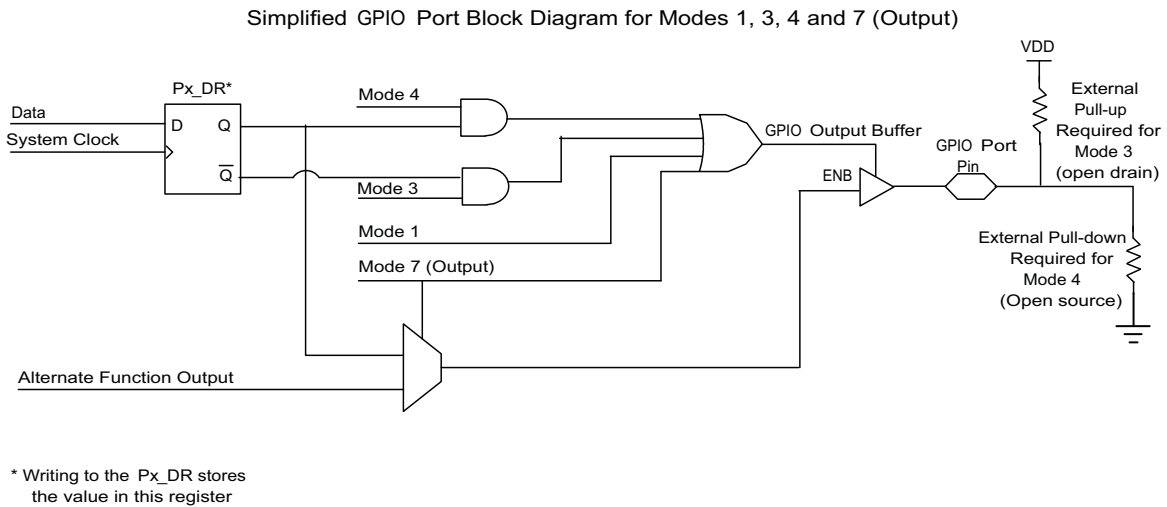 Simplified GPIO Port Block Diagram for Modes 1, 3, 4 and 7 (Output)
VDD
Px_DR*
Mode 4
External
Pull-up
Required for
Mode 3
(open drain)
Data
D
Q
System Clock
GPIO Output Buffer
GPIO Port
Pin
Q
Mode 3
ENB
Mode 1
External Pull-down
Required for
Mode 4
(Open source)
Mode 7 (Output)
Alternate Function Output
* Writing to the Px_DR stores
the value in this register